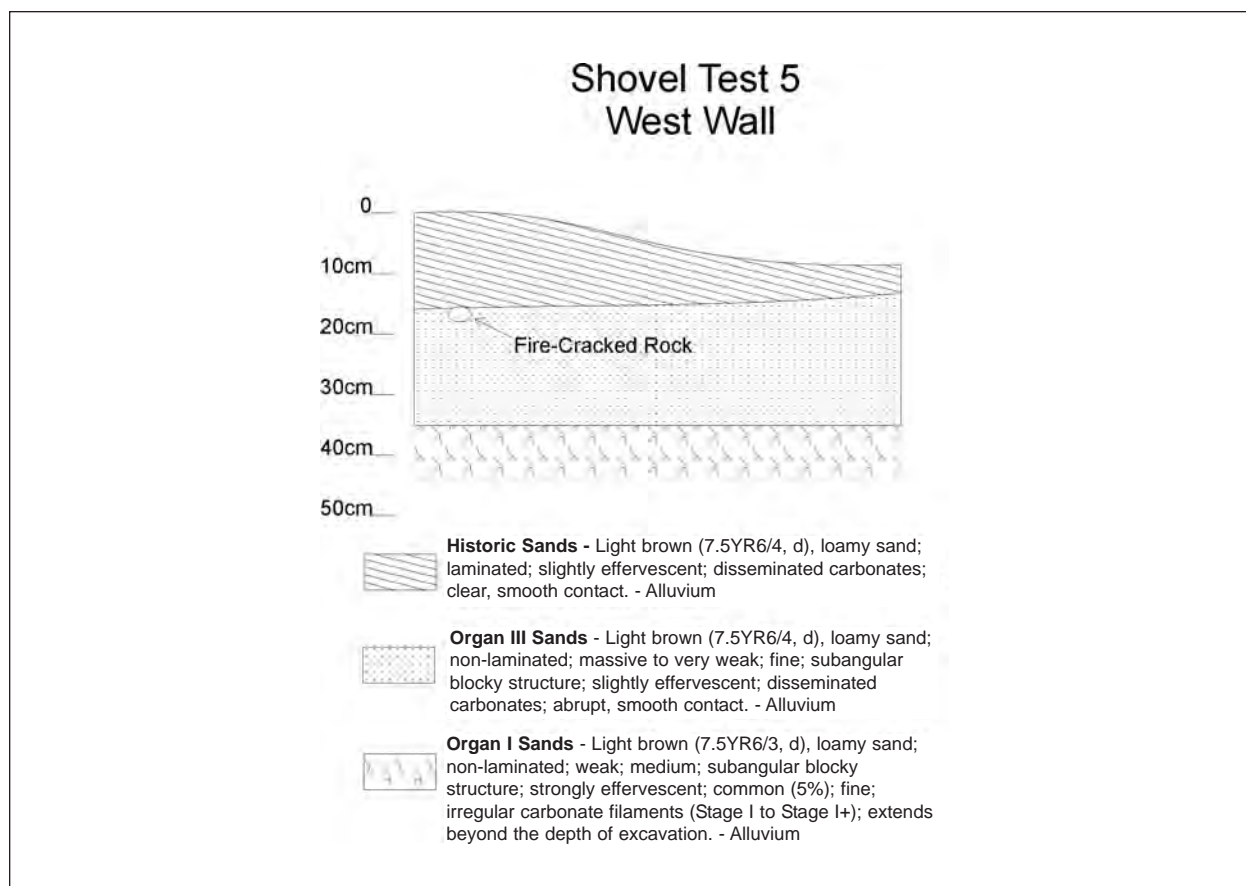 Shovel Test 5
West Wall
0
10cm
20cm
Fire-Cracked Rock
30cm
40cm
50cm
Historic Sands - Light brown (7.5YR6/4, d), loamy sand;
laminated; slightly effervescent; disseminated carbonates;
clear, smooth contact. - Alluvium
Organ III Sands - Light brown (7.5YR6/4, d), loamy sand;
non-laminated; massive to very weak; fine; subangular
blocky structure; slightly effervescent; disseminated
carbonates; abrupt, smooth contact. - Alluvium
Organ I Sands - Light brown (7.5YR6/3, d), loamy sand;
non-laminated; weak; medium; subangular blocky
structure; strongly effervescent; common (5%); fine;
irregular carbonate filaments (Stage I to Stage I+); extends
beyond the depth of excavation. - Alluvium